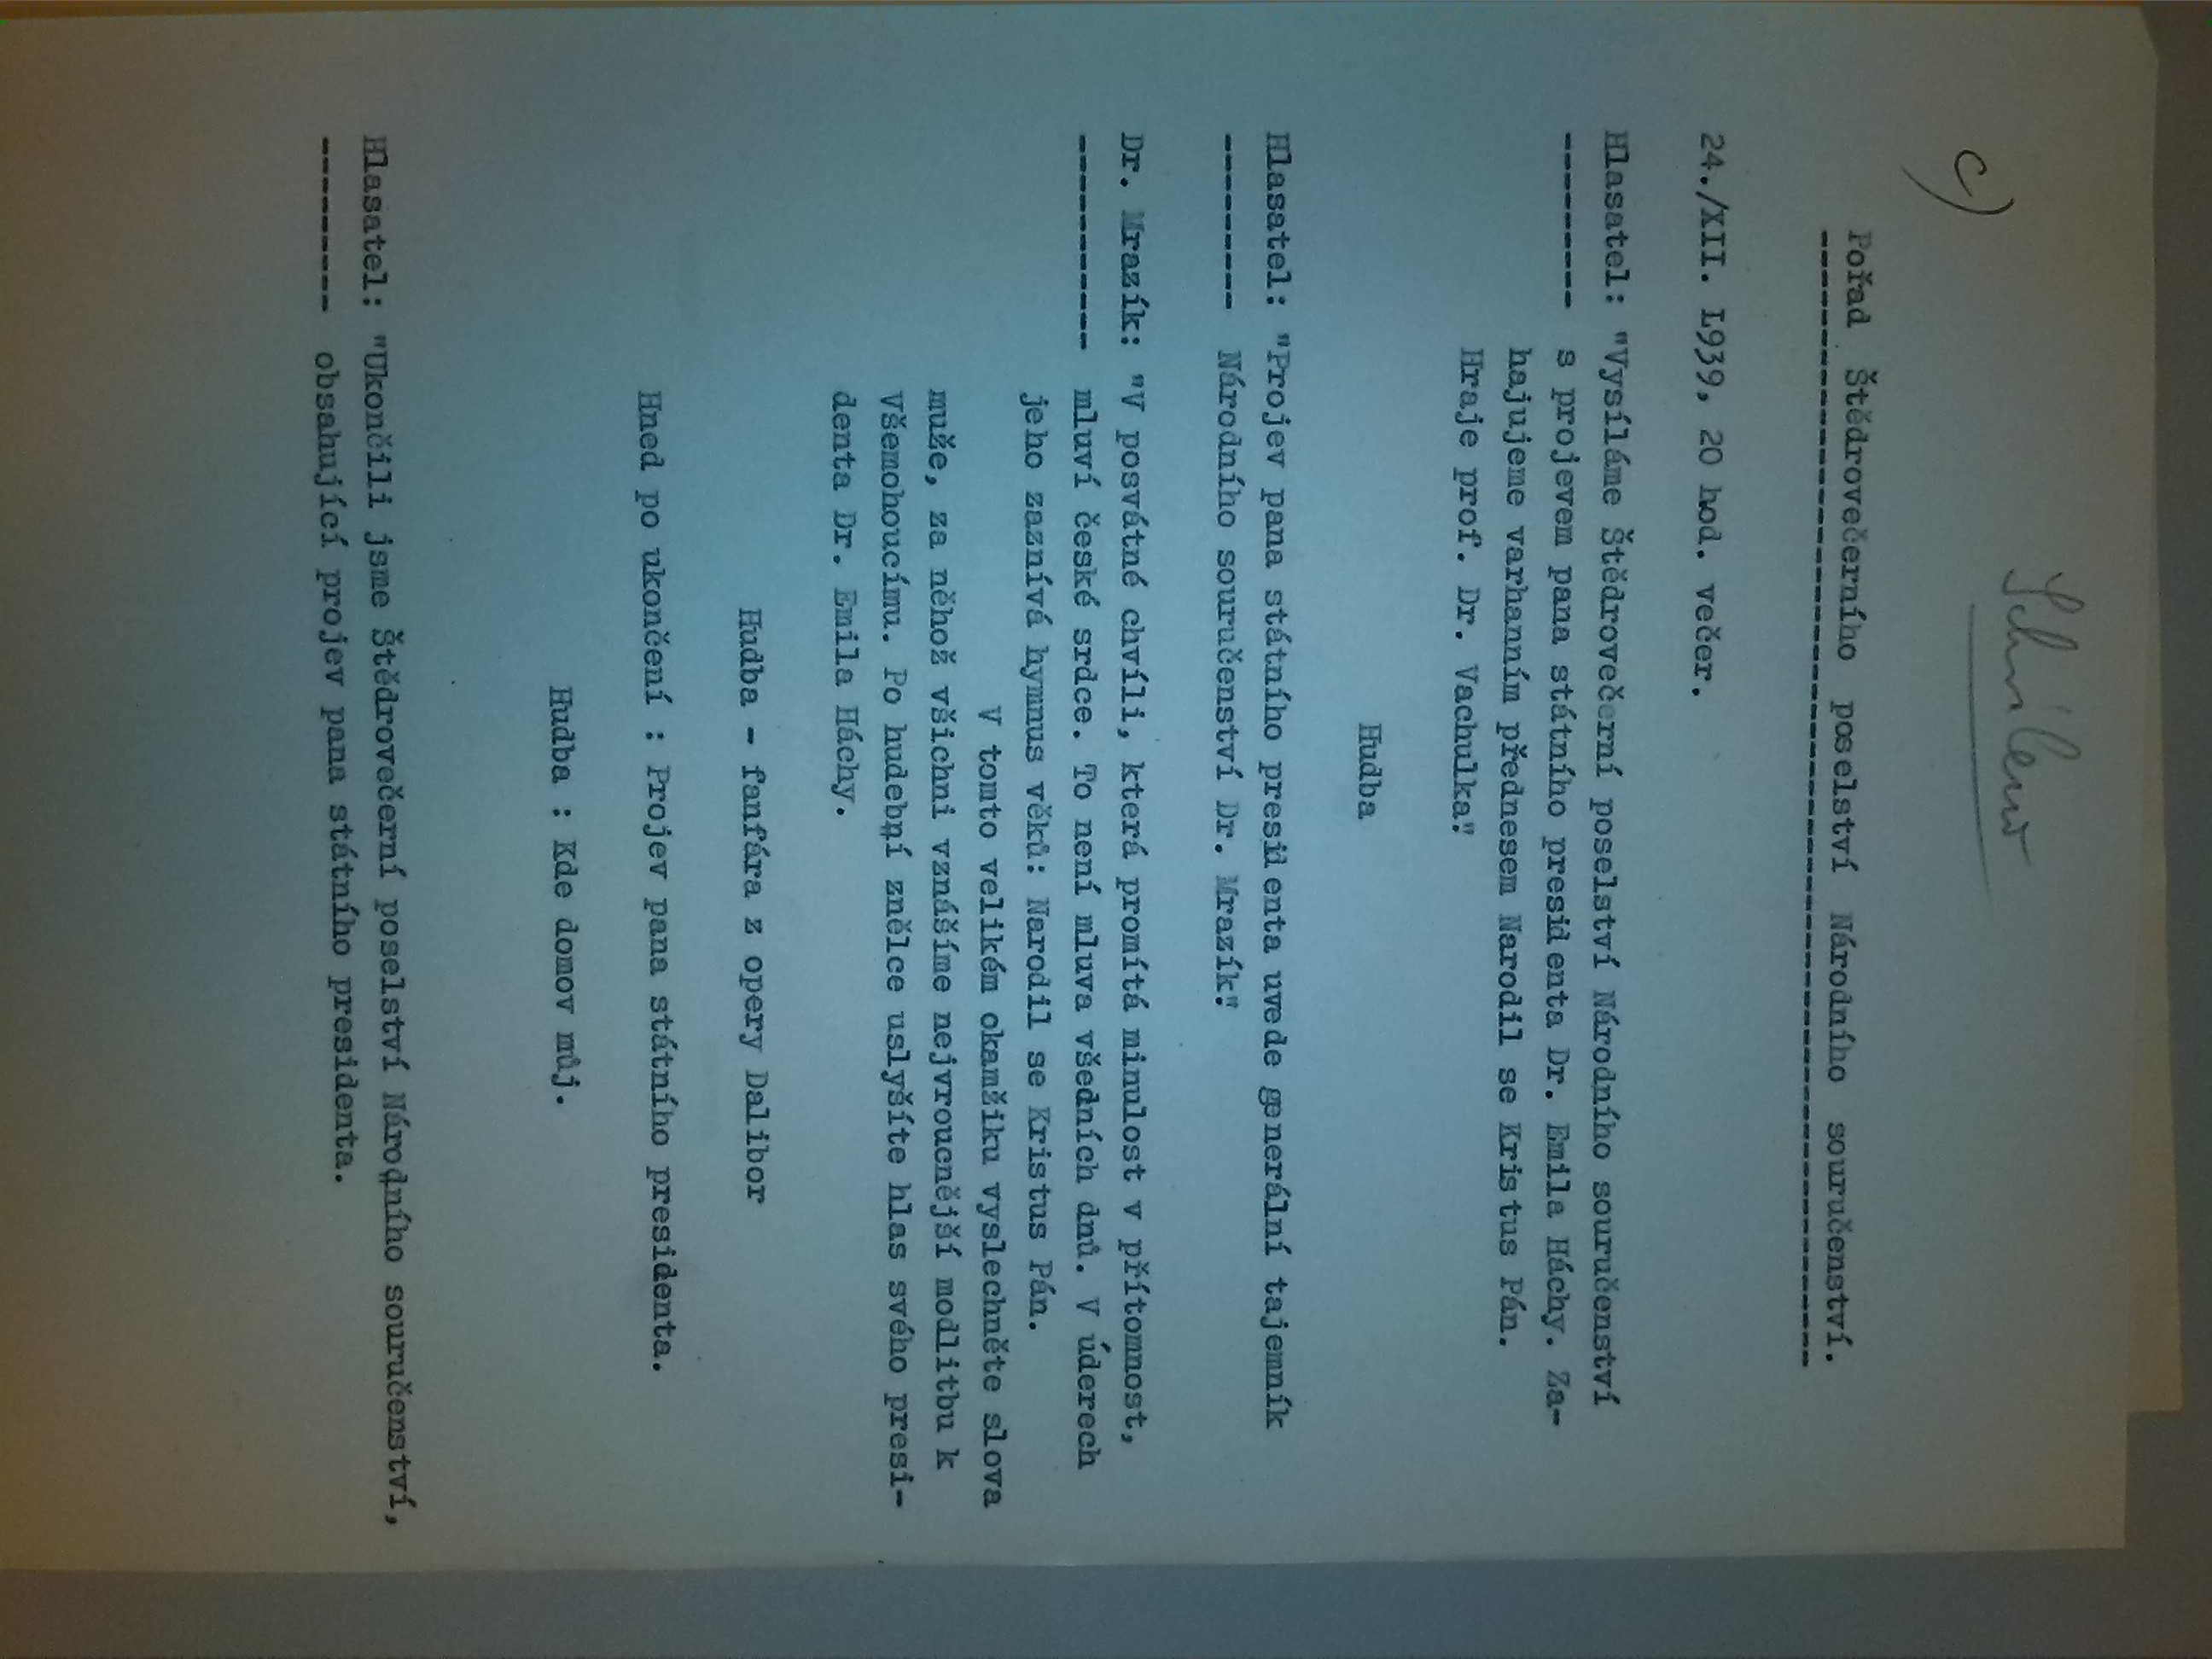 c)
Pořad Štědrovečerního poselství Národního souručenství.
--------------------------------------------------------
24./XII. L939, 20 hod. večer.
Hlasatel: "Vysíláme Štědrovečerní poselství Národního souručenství
--------- s projevem pana státního presidenta Dr. Emila Háchy. Za-
hajujeme varhanním přednesem Narodil se Kristus Pán.
Hraje prof. Dr. Vachulka."
Hudba
Hlasatel: "Projev pana státního presidenta uvede generální tajemník
--------- Národního souručenství Dr. Mrazík."
Dr. Mrazík: "V posvátné chvíli, která promítá minulost v přítomnost,
----------- mluví české srdce. To není mluva všedních dnů. V úderech
jeho zaznívá hymnus věků: Narodil se Kristus Pán.
V tomto velikém okamžiku vyslechněte slova
muže, za něhož všichni vznášíme nejvroucnější modlitbu k
Všemohoucímu. Po hudební znělce uslyšíte hlas svého presi-
denta Dr. Emila Háchy.
Hudba - fanfára z opery Dalibor
Hned po ukončení : Projev pana státního presidenta.
Hudba : Kde domov můj.
Hlasatel: "Ukončili jsme Štědrovečerní poselství Národního souručenství,
--------- obsahující projev pana státního presidenta.